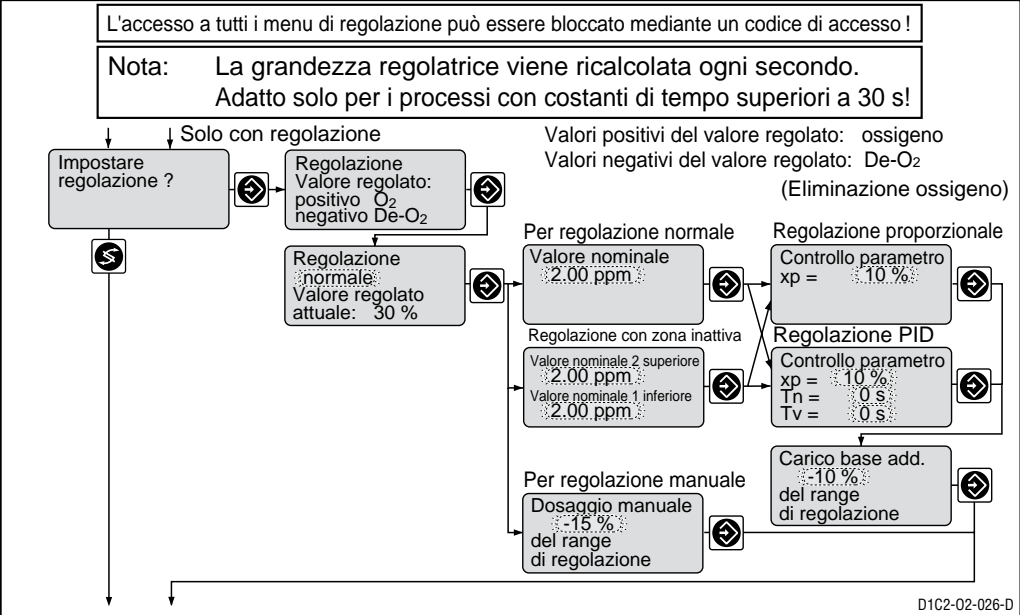 L'accesso a tutti i menu di regolazione può essere bloccato mediante un codice di accesso !
Nota: La grandezza regolatrice viene ricalcolata ogni secondo.
Adatto solo per i processi con costanti di tempo superiori a 30 s!
Solo con regolazione
Valori positivi del valore regolato: ossigeno
Valori negativi del valore regolato: De-O2
(Eliminazione ossigeno)
Impostare
regolazione ?
Regolazione
Valore regolato:
positivo O2
negativo De-O2
Regolazione
normale
Valore regolato
attuale: 30 %
Per regolazione normale
Valore nominale
2.00 ppm
Regolazione con zona inattiva
Valore nominale 2 superiore
2.00 ppm
Valore nominale 1 inferiore
2.00 ppm
Regolazione proporzionale
Controllo parametro
xp = 10 %
Regolazione PID
Controllo parametro
xp = 10 %
Tn = 0 s
Tv = 0 s
Carico base add.
-10 %
del range
di regolazione
Per regolazione manuale
Dosaggio manuale
-15 %
del range
di regolazione
D1C2-O2-026-D